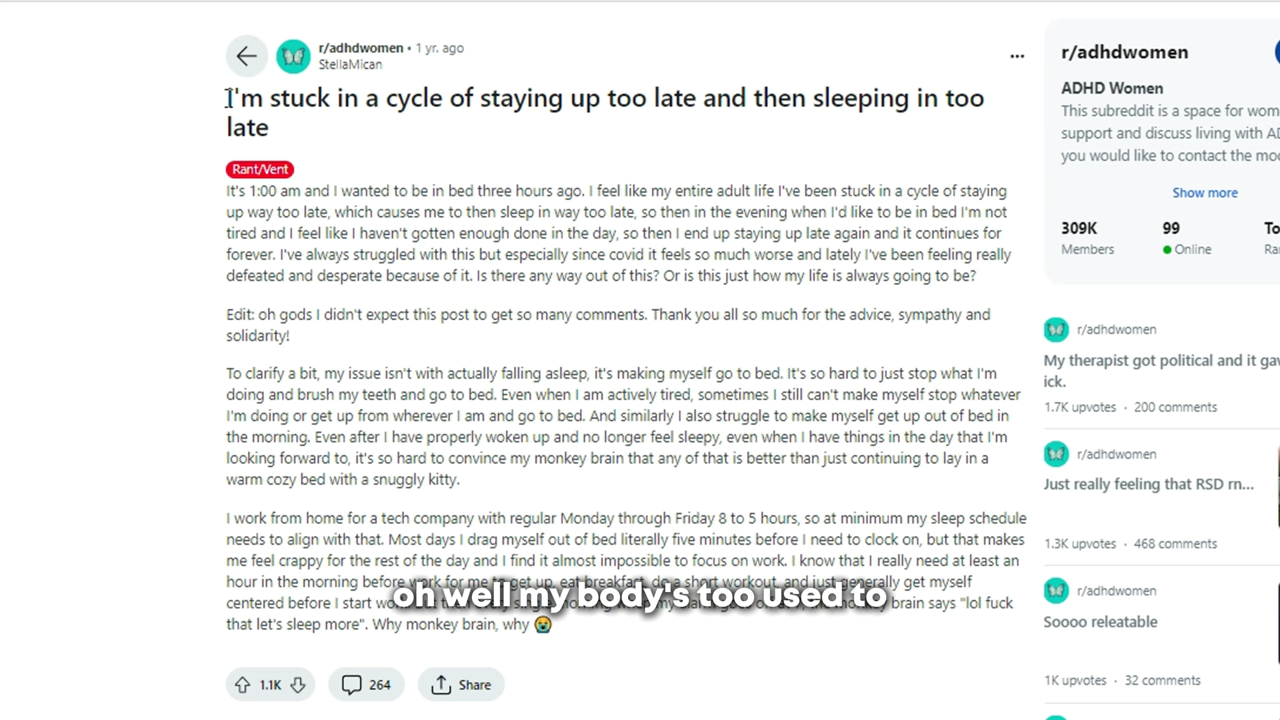 r/adhdwomen • 1 yr. ago
StellaMican
I'm stuck in a cycle of staying up too late and then sleeping in too
late
Rant/Vent
It's 1:00 am and I wanted to be in bed three hours ago. I feel like my entire adult life I've been stuck in a cycle of staying
up way too late, which causes me to then sleep in way too late, so then in the evening when I'd like to be in bed I'm not
tired and I feel like I haven't gotten enough done in the day, so then I end up staying up late again and it continues for
forever. I've always struggled with this but especially since covid it feels so much worse and lately I've been feeling really
defeated and desperate because of it. Is there any way out of this? Or is this just how my life is always going to be?
Edit: oh gods I didn't expect this post to get so many comments. Thank you all so much for the advice, sympathy and
solidarity!
To clarify a bit, my issue isn't with actually falling asleep, it's making myself go to bed. It's so hard to just stop what I'm
doing and brush my teeth and go to bed. Even when I am actively tired, sometimes I still can't make myself stop whatever
I'm doing or get up from wherever I am and go to bed. And similarly I also struggle to make myself get up out of bed in
the morning. Even after I have properly woken up and no longer feel sleepy, even when I have things in the day that I'm
looking forward to, it's so hard to convince my monkey brain that any of that is better than just continuing to lay in a
warm cozy bed with a snuggly kitty.
I work from home for a tech company with regular Monday through Friday 8 to 5 hours, so at minimum my sleep schedule
needs to align with that. Most days I drag myself out of bed literally five minutes before I need to clock on, but that makes
me feel crappy for the rest of the day and I find it almost impossible to focus on work. I know that I really need at least an
hour in the morning before work for me to get up, eat breakfast, do a short workout, and just generally get myself
centered before I start brain says "lol fuck
that let's sleep more". Why monkey brain, why 😭
oh well my body's too used to
1.1K
264
Share
r/adhdwomen
ADHD Women
This subreddit is a space for
support and discuss living with
you would like to contact the
Show more
309K
99
Members
Online
r/adhdwomen
My therapist got political and it
ick.
1.7K upvotes · 200 comments
r/adhdwomen
Just really feeling that RSD rn...
1.3K upvotes · 468 comments
r/adhdwomen
Soooo releatable
1K upvotes · 32 comments